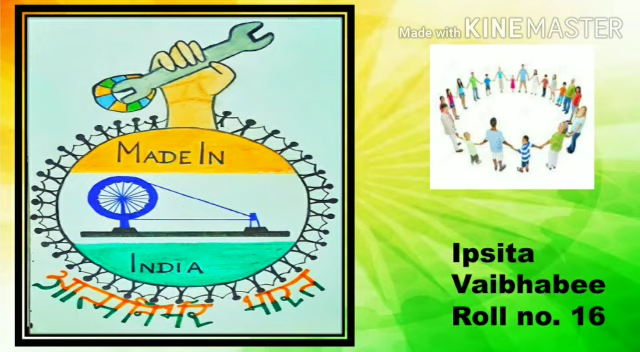 Made with KINEMASTER
MADE IN
INDIA
आत्मनिभर भारत
Ipsita
Vaibhabee
Roll no. 16